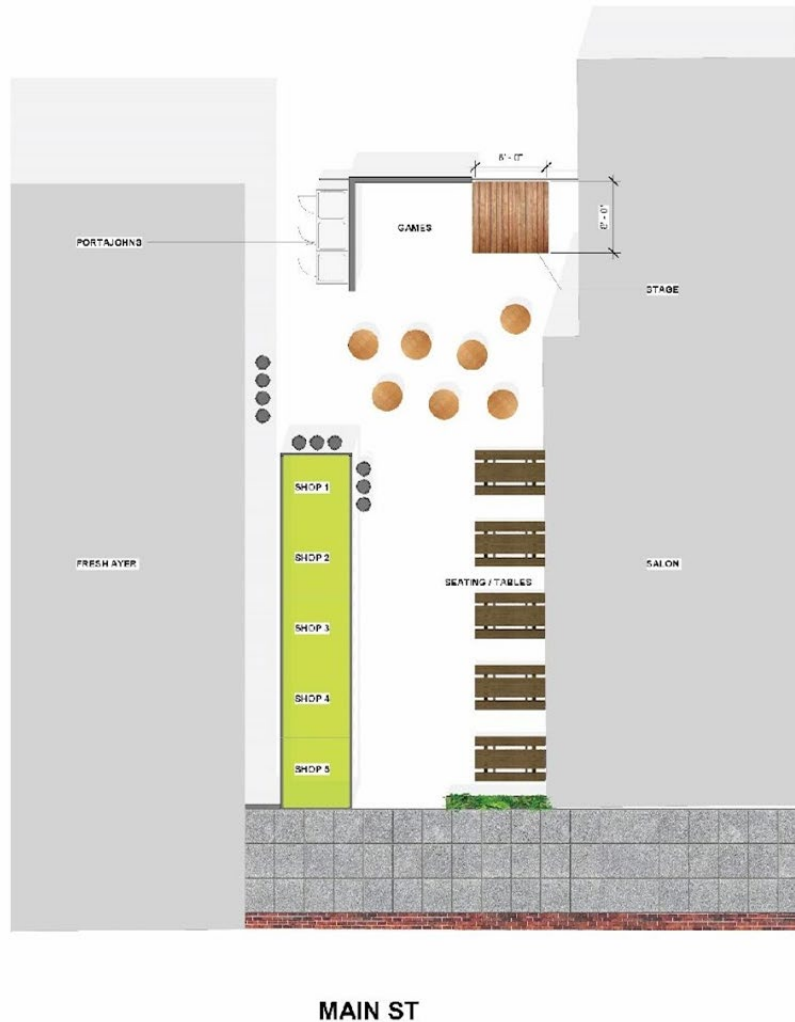 8' - 0"
8' - 0"
GAMES
PORTAJOHNS
STAGE
SHOP 1
SHOP 2
FRESH AYER
SALON
SEATING / TABLES
SHOP 3
SHOP 4
SHOP 5
MAIN ST